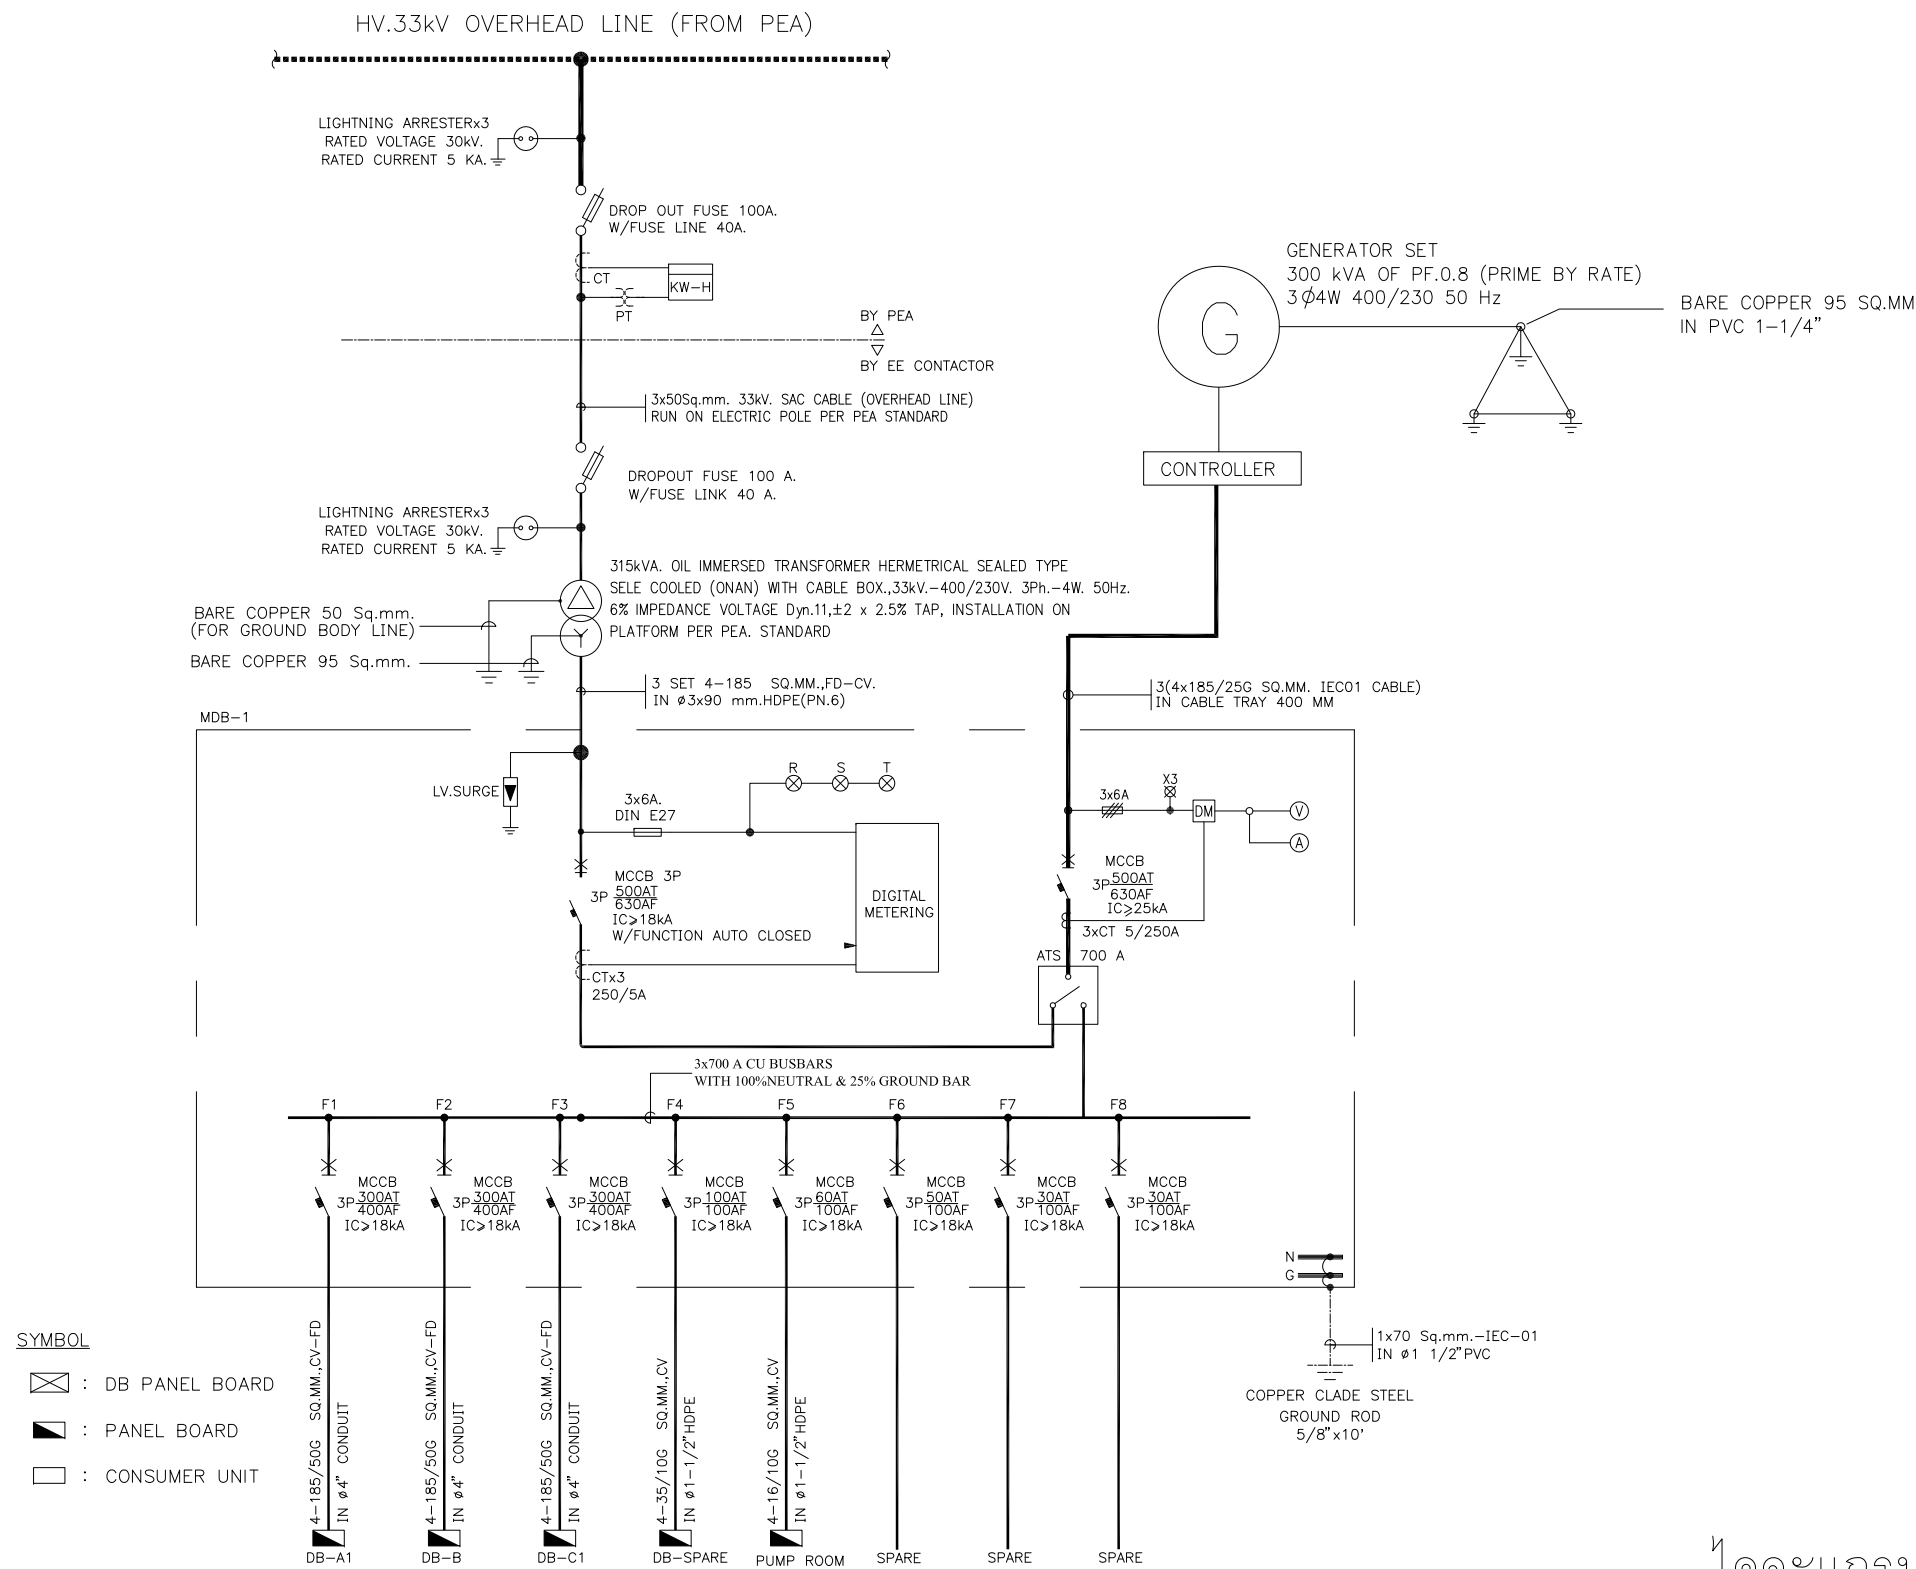 HV.33kV OVERHEAD LINE (FROM PEA)
LIGHTNING ARRESTERx3
RATED VOLTAGE 30kV.
RATED CURRENT 5 KA.
DROP OUT FUSE 100A.
W/FUSE LINE 40A.
CT
KW-H
PT
BY PEA
BY EE CONTACTOR
GENERATOR SET
300 kVA OF PF.0.8 (PRIME BY RATE)
3Ø4W 400/230 50 Hz
G
BARE COPPER 95 SQ.MM
IN PVC 1-1/4"
CONTROLLER
3x50Sq.mm. 33kV. SAC CABLE (OVERHEAD LINE)
RUN ON ELECTRIC POLE PER PEA STANDARD
DROPOUT FUSE 100 A.
W/FUSE LINK 40 A.
LIGHTNING ARRESTERx3
RATED VOLTAGE 30kV.
RATED CURRENT 5 KA.
315kVA. OIL IMMERSED TRANSFORMER HERMETRICAL SEALED TYPE
SELE COOLED (ONAN) WITH CABLE BOX.,33kV.-400/230V. 3Ph.-4W. 50Hz.
6% IMPEDANCE VOLTAGE Dyn.11,±2 x 2.5% TAP, INSTALLATION ON
PLATFORM PER PEA. STANDARD
BARE COPPER 50 Sq.mm.
(FOR GROUND BODY LINE)
BARE COPPER 95 Sq.mm.
3 SET 4-185 SQ.MM.,FD-CV.
IN ø3x90 mm.HDPE(PN.6)
3(4x185/25G SQ.MM. IEC01 CABLE)
IN CABLE TRAY 400 MM
MDB-1
LV.SURGE
R S T
3x6A.
DIN E27
MCCB 3P
3P 500AT
630AF
IC≥18kA
W/FUNCTION AUTO CLOSED
DIGITAL
METERING
CTx3
250/5A
3x6A
X3
DM
V
A
MCCB
3P 500AT
630AF
IC≥25kA
3xCT 5/250A
ATS 700 A
3x700 A CU BUSBARS
WITH 100%NEUTRAL & 25% GROUND BAR
F1 F2 F3 F4 F5 F6 F7 F8
MCCB MCCB MCCB MCCB MCCB MCCB MCCB MCCB
3P 300AT 3P 300AT 3P 300AT 3P 100AT 3P 60AT 3P 50AT 3P 30AT 3P 30AT
400AF 400AF 400AF 100AF 100AF 100AF 100AF 100AF
IC≥18kA IC≥18kA IC≥18kA IC≥18kA IC≥18kA IC≥18kA IC≥18kA IC≥18kA
N
G
1x70 Sq.mm.-IEC-01
IN ø1 1/2"PVC
COPPER CLADE STEEL
GROUND ROD
5/8"x10'
SYMBOL
: DB PANEL BOARD
: PANEL BOARD
: CONSUMER UNIT
4-185/50G SQ.MM.,CV-FD
IN ø4" CONDUIT
4-185/50G SQ.MM.,CV-FD
IN ø4" CONDUIT
4-185/50G SQ.MM.,CV-FD
IN ø4" CONDUIT
4-35/10G SQ.MM.,CV
IN ø1-1/2"HDPE
4-16/10G SQ.MM.,CV
IN ø1-1/2"HDPE
DB-A1 DB-B DB-C1 DB-SPARE PUMP ROOM SPARE SPARE SPARE